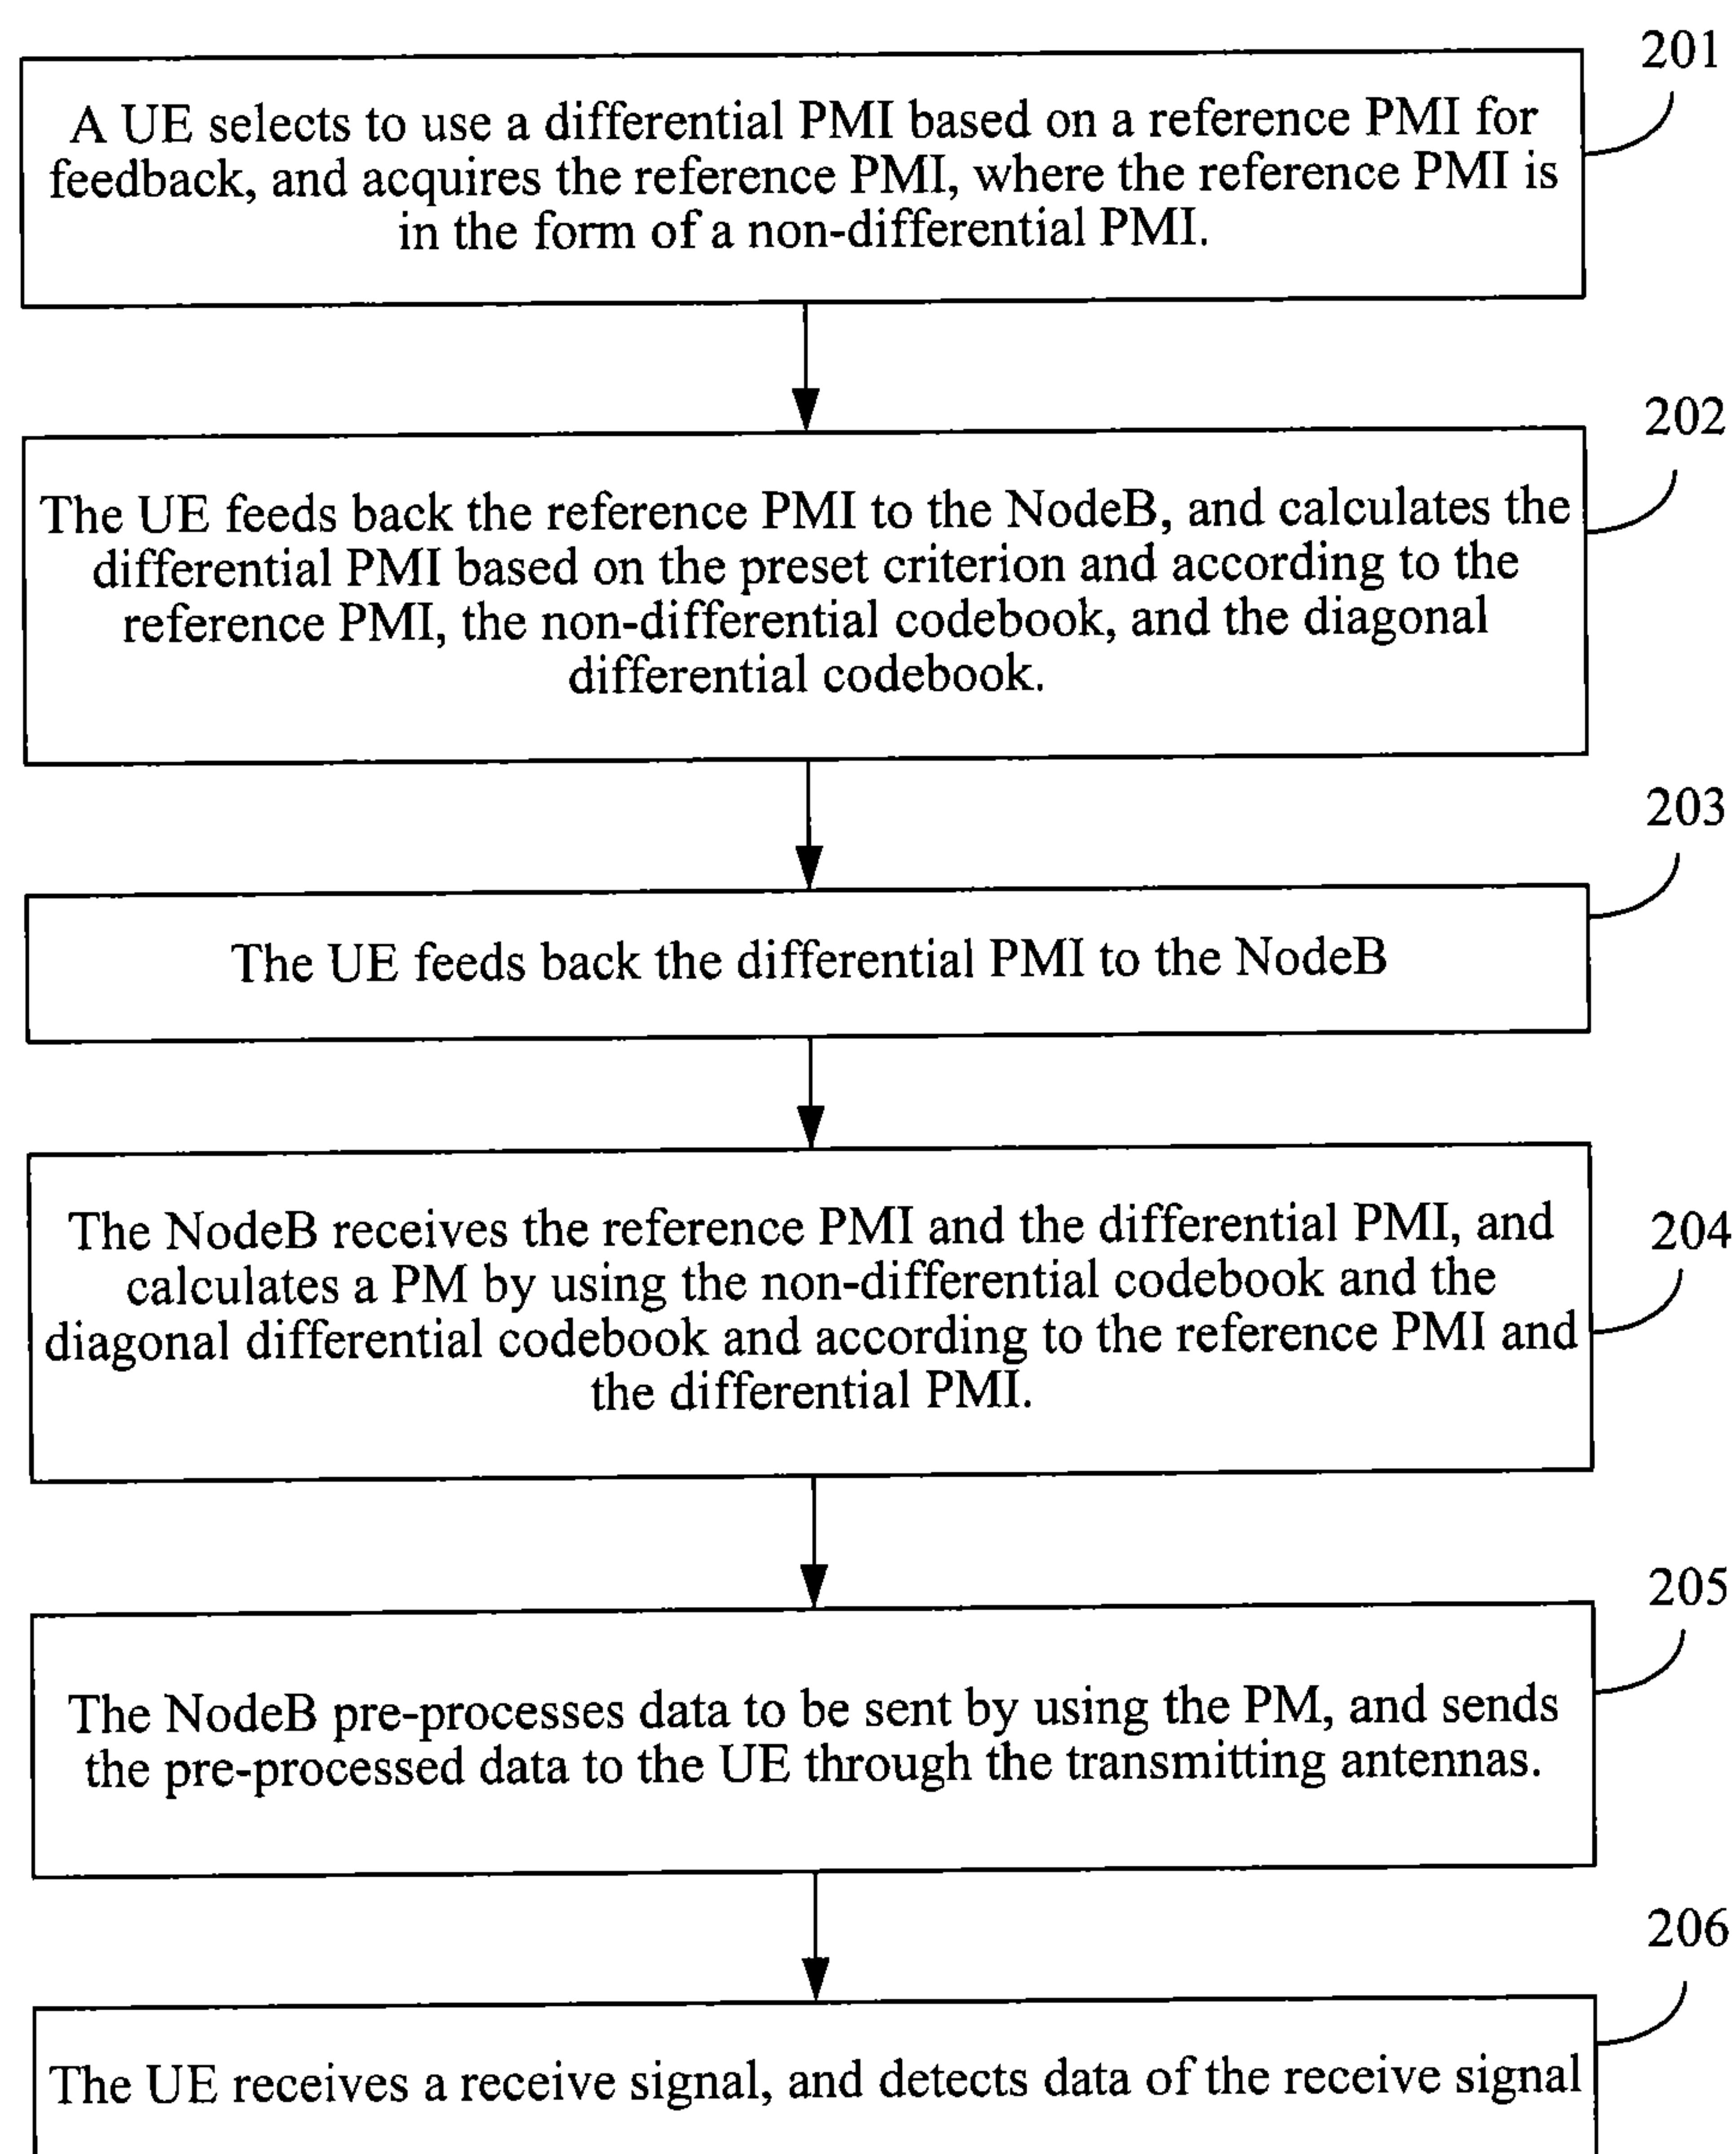 201
A UE selects to use a differential PMI based on a reference PMI for
feedback, and acquires the reference PMI, where the reference PMI is
in the form of a non-differential PMI.
202
The UE feeds back the reference PMI to the NodeB, and calculates the
differential PMI based on the preset criterion and according to the
reference PMI, the non-differential codebook, and the diagonal
differential codebook.
203
The UE feeds back the differential PMI to the NodeB
204
The NodeB receives the reference PMI and the differential PMI, and
calculates a PM by using the non-differential codebook and the
diagonal differential codebook and according to the reference PMI and
the differential PMI.
205
The NodeB pre-processes data to be sent by using the PM, and sends
the pre-processed data to the UE through the transmitting antennas.
206
The UE receives a receive signal, and detects data of the receive signal